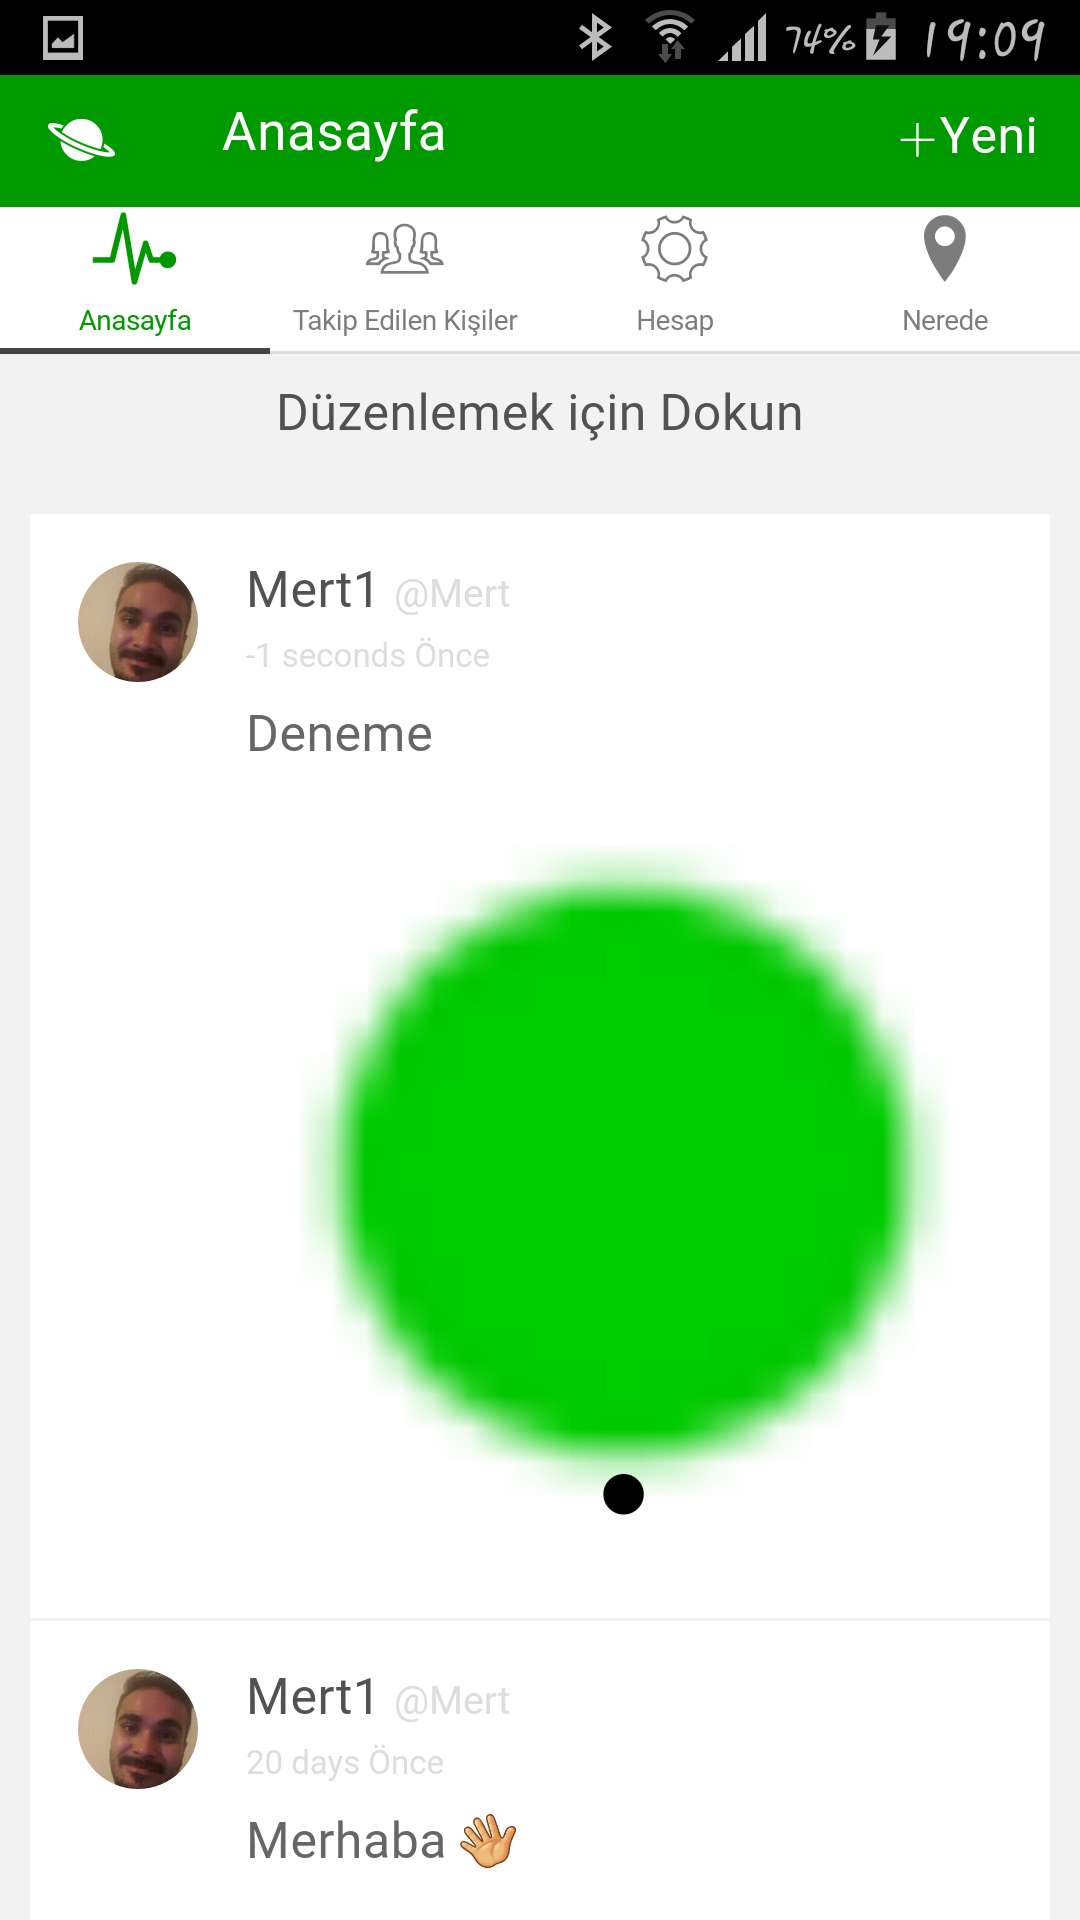 74% 19:09
Anasayfa +Yeni
Anasayfa Takip Edilen Kişiler Hesap Nerede
Düzenlemek için Dokun
Mert1 @Mert
-1 seconds Önce
Deneme
Mert1 @Mert
20 days Önce
Merhaba 👋